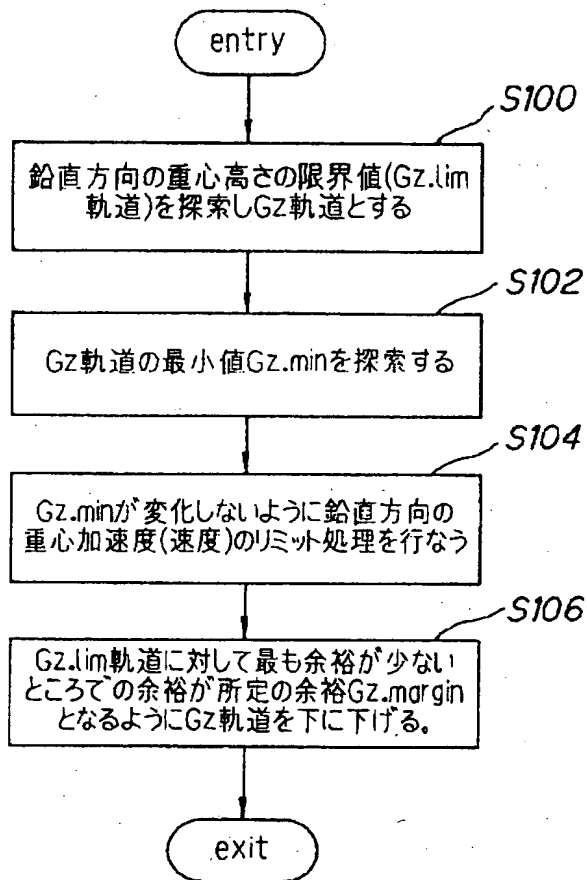 entry
S100
鉛直方向の重心高さの限界値(Gz.lim
軌道)を探索しGz軌道とする
S102
Gz軌道の最小値Gz.minを探索する
S104
Gz.minが変化しないように鉛直方向の
重心加速度(速度)のリミット処理を行なう
S106
Gz.lim軌道に対して最も余裕が少ない
ところでの余裕が所定の余裕Gz.margin
となるようにGz軌道を下に下げる。
exit